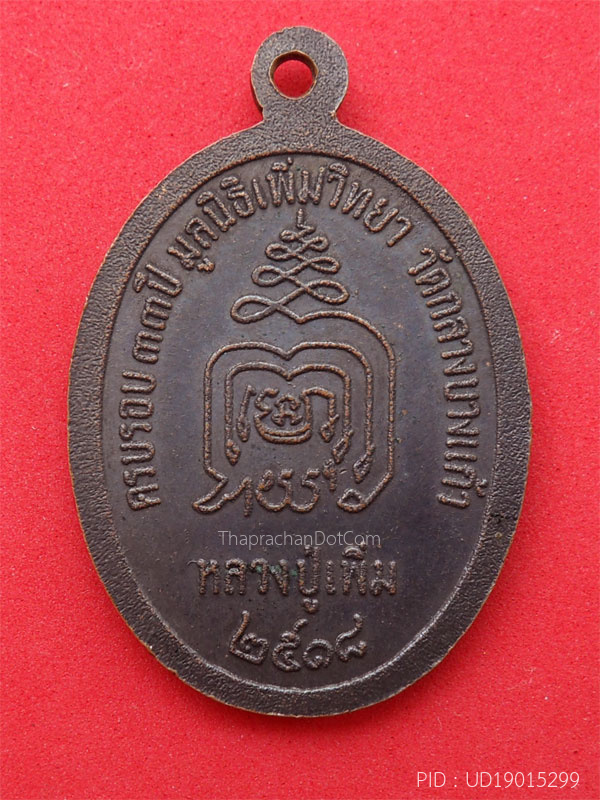 ครบรอบ ๓๓ ปี มูลนิธิเพิ่มวิทยา วัดกลางบางแก้ว
ThaprachanDotCom
หลวงปู่เพิ่ม
๒๕๑๘
PID : UD19015299